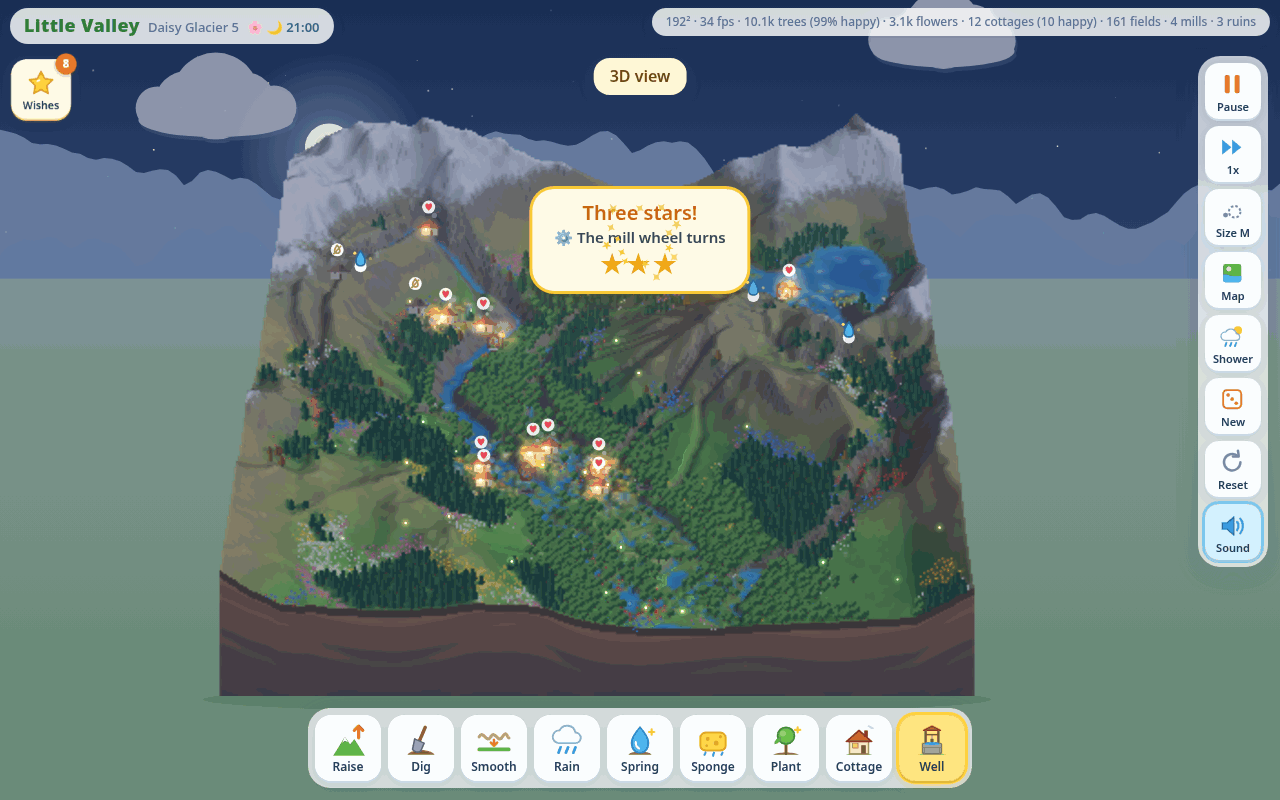 Little Valley Daisy Glacier 5 21:00
192² · 34 fps · 10.1k trees (99% happy) · 3.1k flowers · 12 cottages (10 happy) · 161 fields · 4 mills · 3 ruins
8
Wishes
3D view
Three stars!
The mill wheel turns
Pause
1x
Size M
Map
Shower
New
Reset
Sound
Raise
Dig
Smooth
Rain
Spring
Sponge
Plant
Cottage
Well